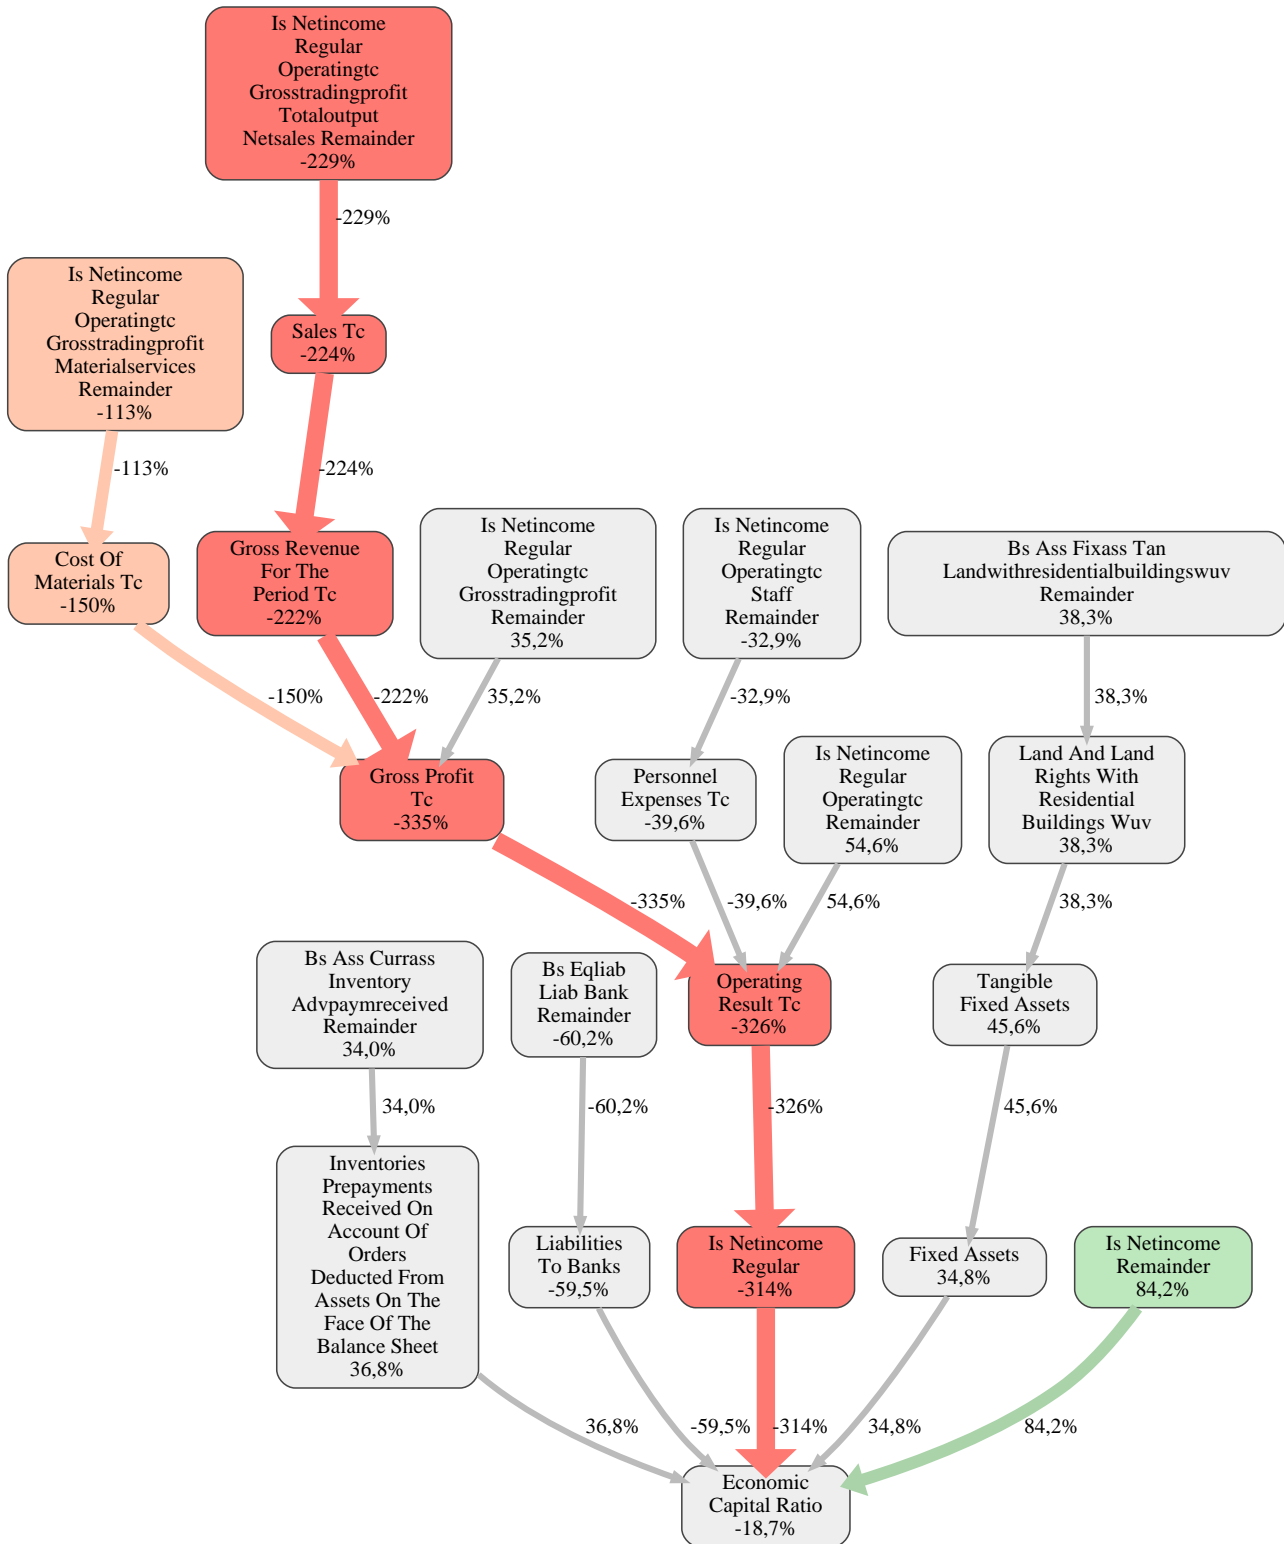 Is Netincome
Regular
Operatingtc
Grosstradingprofit
Totaloutput
Netsales Remainder
-229%
-229%
Is Netincome
Regular
Operatingtc
Grosstradingprofit
Materialservices
Remainder
-113%
Sales Tc
-224%
-113%
-224%
Cost Of
Materials Tc
-150%
Gross Revenue
For The
Period Tc
-222%
Is Netincome
Regular
Operatingtc
Grosstradingprofit
Remainder
35,2%
Is Netincome
Regular
Operatingtc
Staff
Remainder
-32,9%
Bs Ass Fixass Tan
Landwithresidentialbuildingswuv
Remainder
38,3%
-150%
-222%
35,2%
-32,9%
38,3%
Gross Profit
Tc
-335%
Personnel
Expenses Tc
-39,6%
Is Netincome
Regular
Operatingtc
Remainder
54,6%
Land And Land
Rights With
Residential
Buildings Wuv
38,3%
-335%
-39,6%
54,6%
38,3%
Bs Ass Currass
Inventory
Advpaymreceived
Remainder
34,0%
Bs Eqliab
Liab Bank
Remainder
-60,2%
Operating
Result Tc
-326%
Tangible
Fixed Assets
45,6%
34,0%
-60,2%
-326%
45,6%
Inventories
Prepayments
Received On
Account Of
Orders
Deducted From
Assets On The
Face Of The
Balance Sheet
36,8%
Liabilities
To Banks
-59,5%
Is Netincome
Regular
-314%
Fixed Assets
34,8%
Is Netincome
Remainder
84,2%
36,8%
-59,5%
-314%
34,8%
84,2%
Economic
Capital Ratio
-18,7%